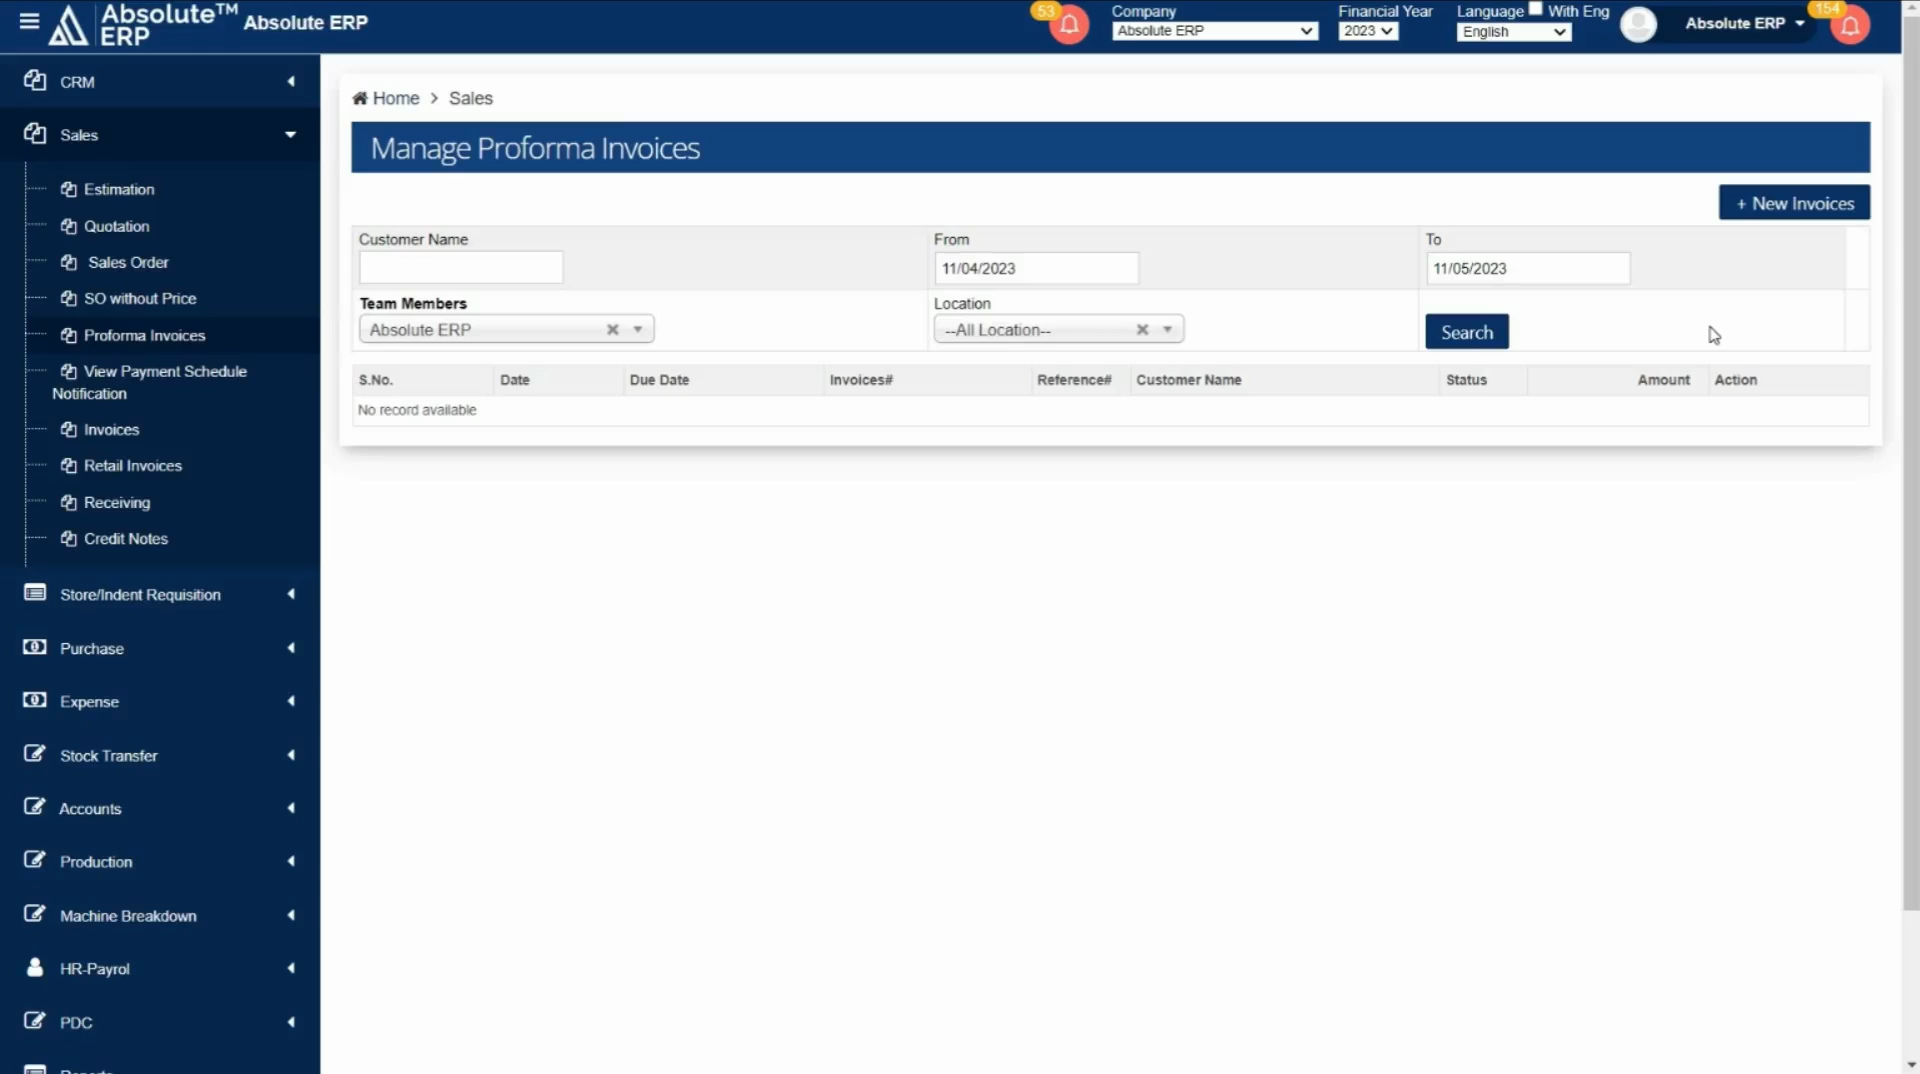 Absolute™
ERP
Absolute ERP
53
Company
Absolute ERP
Financial Year
2023
Language With Eng
English
Absolute ERP
154
CRM
Sales
Estimation
Quotation
Sales Order
SO without Price
Proforma Invoices
View Payment Schedule
Notification
Invoices
Retail Invoices
Receiving
Credit Notes
Store/Indent Requisition
Purchase
Expense
Stock Transfer
Accounts
Production
Machine Breakdown
HR-Payrol
PDC
Home > Sales
Manage Proforma Invoices
+ New Invoices
Customer Name From To
11/04/2023 11/05/2023
Team Members Location
Absolute ERP --All Location-- Search
S.No. Date Due Date Invoices# Reference# Customer Name Status Amount Action
No record available